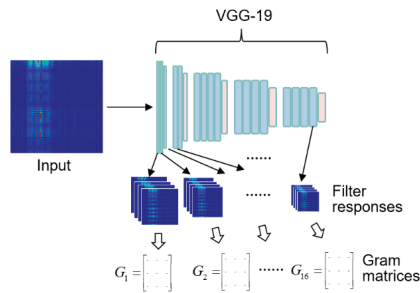 VGG-19
Input
······
······
Filter
responses
G₁ =
G₂ =
······
G₁₆ =
Gram
matrices